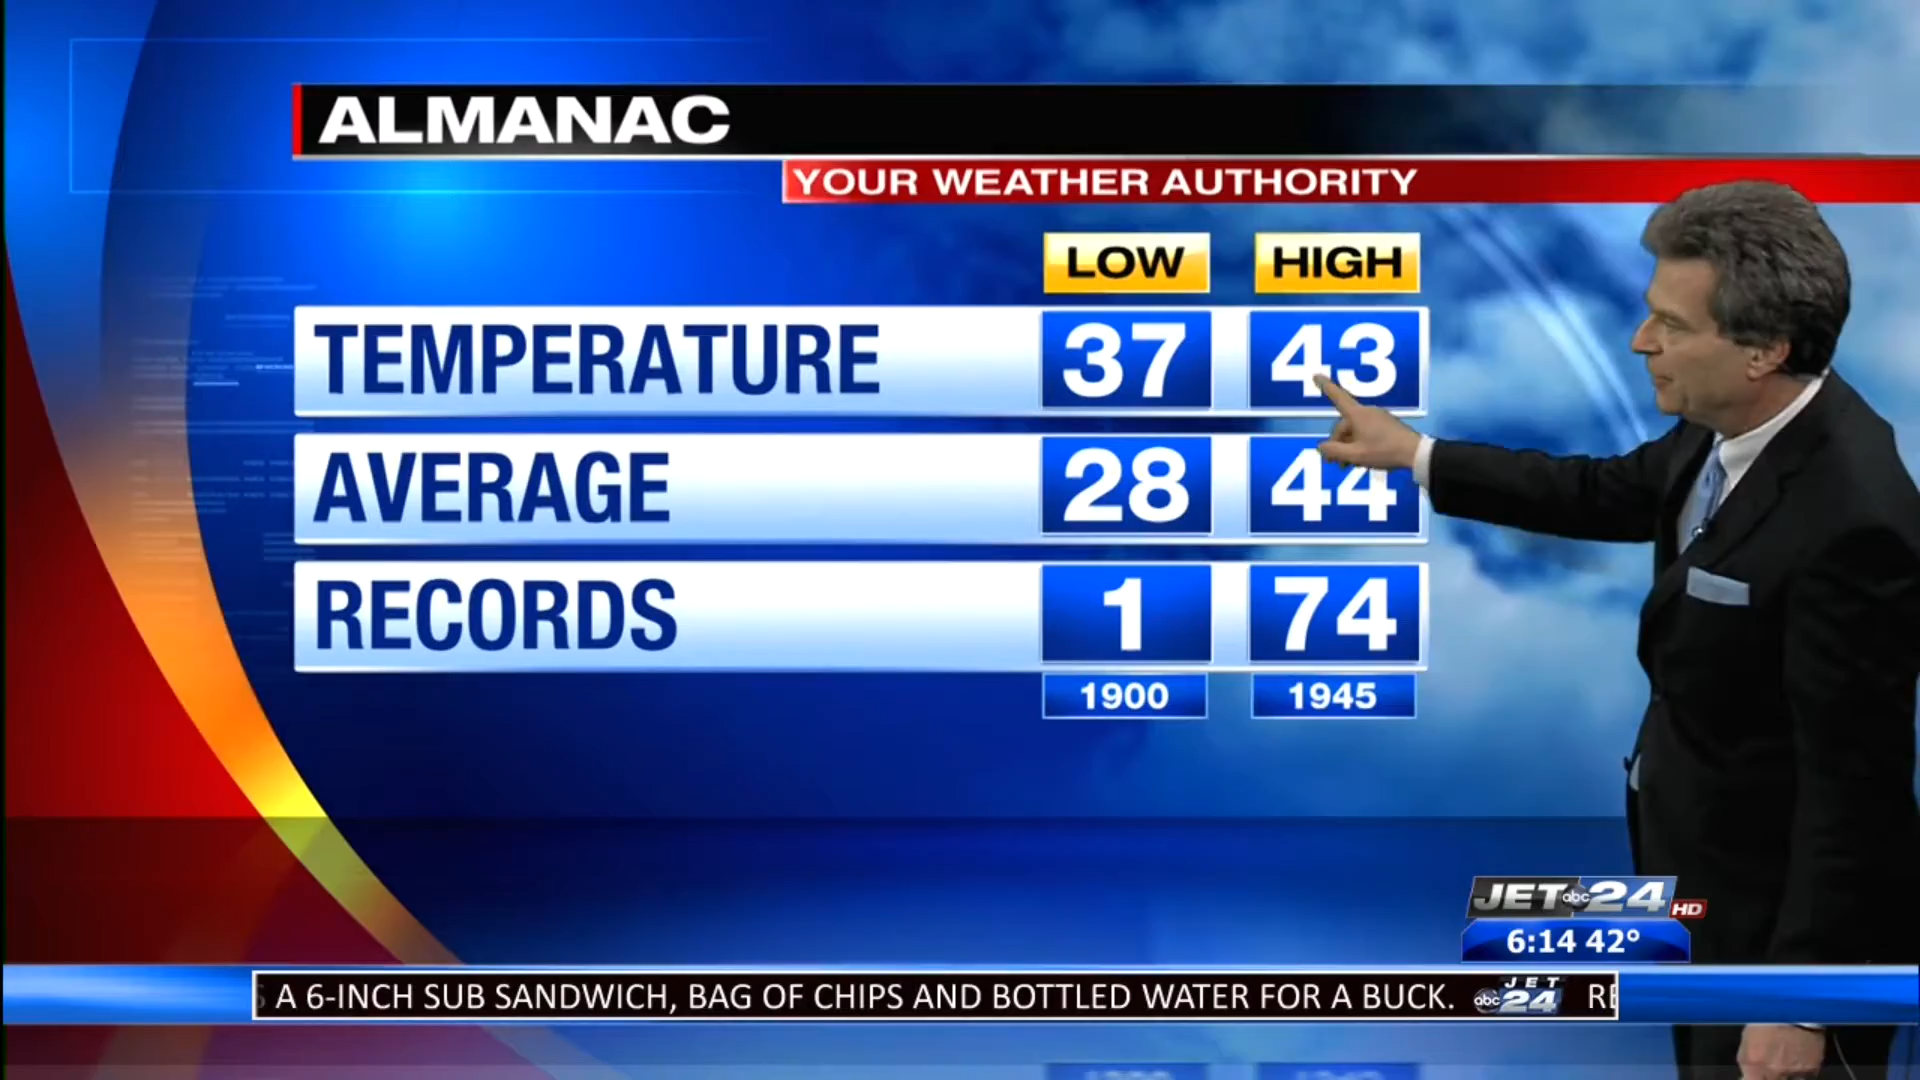 ALMANAC
YOUR WEATHER AUTHORITY
LOW HIGH
TEMPERATURE 37 43
AVERAGE 28 44
RECORDS 1 74
1900 1945
JET abc 24 HD
6:14 42°
A 6-INCH SUB SANDWICH, BAG OF CHIPS AND BOTTLED WATER FOR A BUCK. JET abc 24